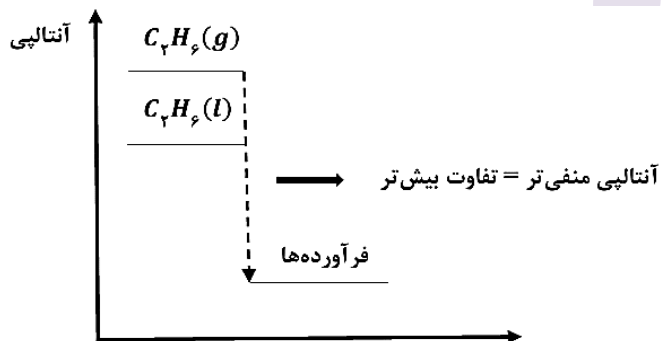 آنتالپی
C₂H₆(g)
C₂H₆(l)
آنتالپی منفی‌تر = تفاوت بیش‌تر
فرآورده‌ها